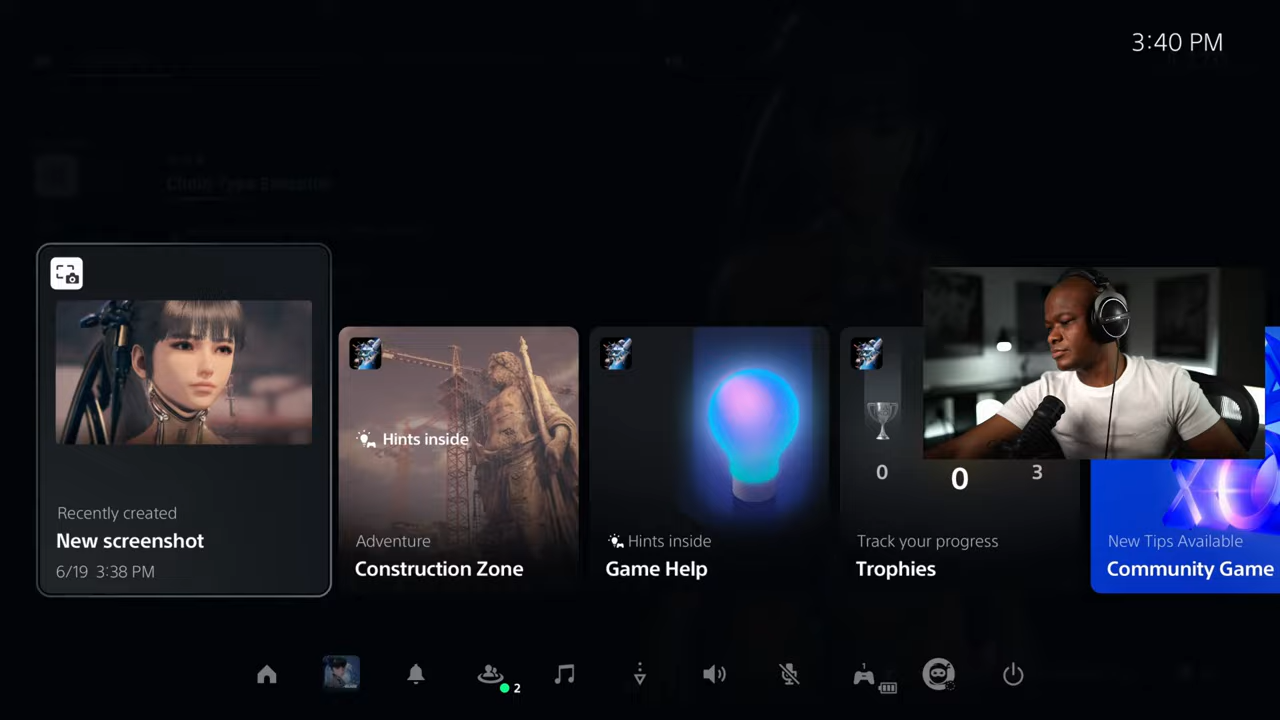 3:40 PM
Hints inside
0
0
3
Recently created
New screenshot
6/19 3:38 PM
Adventure
Construction Zone
Hints inside
Game Help
Track your progress
Trophies
New Tips Available
Community Game
2
1